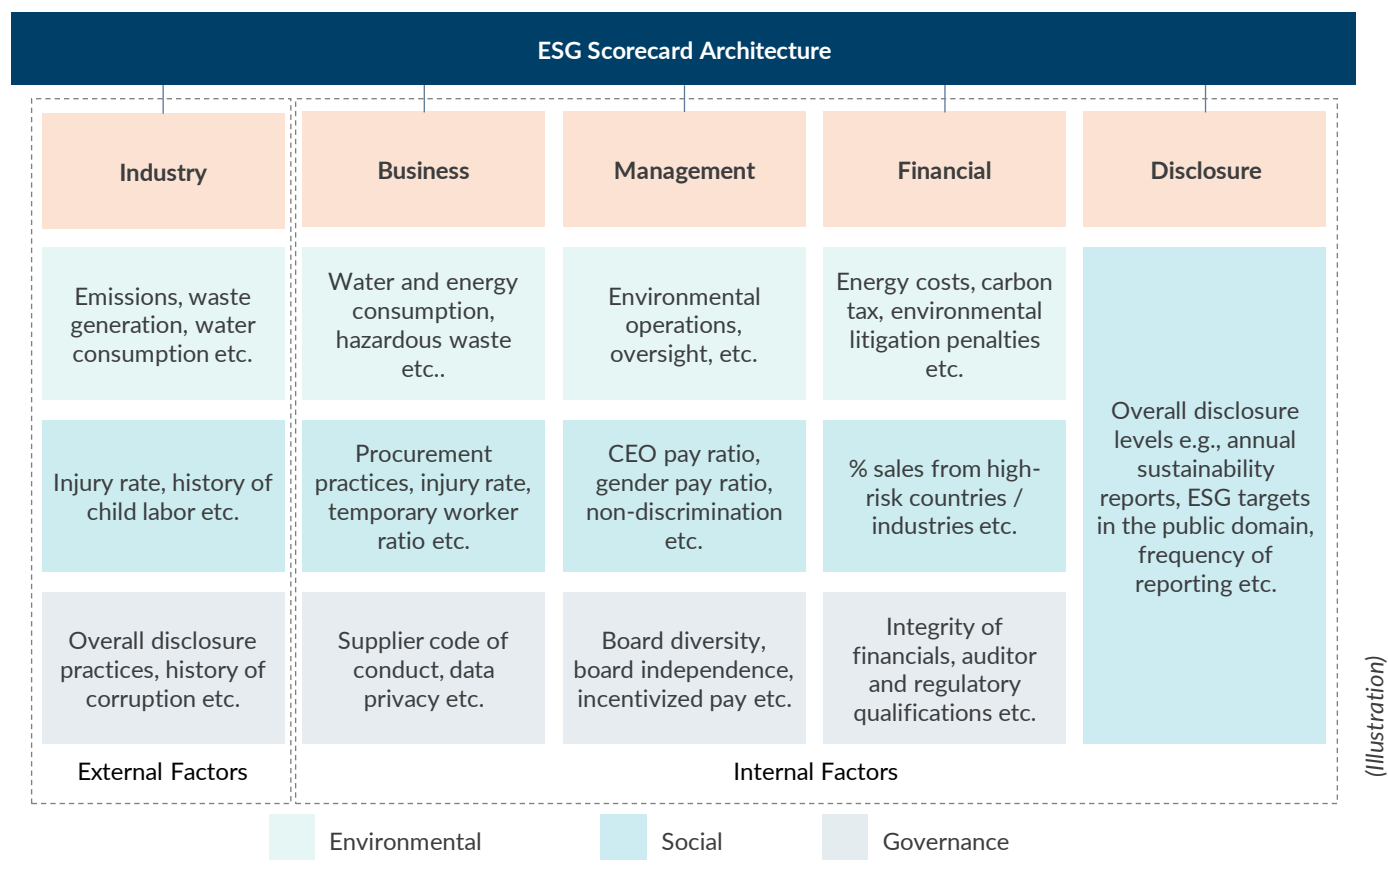 ESG Scorecard Architecture
Industry
Business
Management
Financial
Disclosure
Emissions, waste
generation, water
consumption etc.
Water and energy
consumption,
hazardous waste
etc..
Environmental
operations,
oversight, etc.
Energy costs, carbon
tax, environmental
litigation penalties
etc.
Overall disclosure
levels e.g., annual
sustainability
reports, ESG targets
in the public domain,
frequency of
reporting etc.
Injury rate, history of
child labor etc.
Procurement
practices, injury rate,
temporary worker
ratio etc.
CEO pay ratio,
gender pay ratio,
non-discrimination
etc.
% sales from high-
risk countries /
industries etc.
Overall disclosure
practices, history of
corruption etc.
Supplier code of
conduct, data
privacy etc.
Board diversity,
board independence,
incentivized pay etc.
Integrity of
financials, auditor
and regulatory
qualifications etc.
External Factors
Internal Factors
(Illustration)
Environmental
Social
Governance